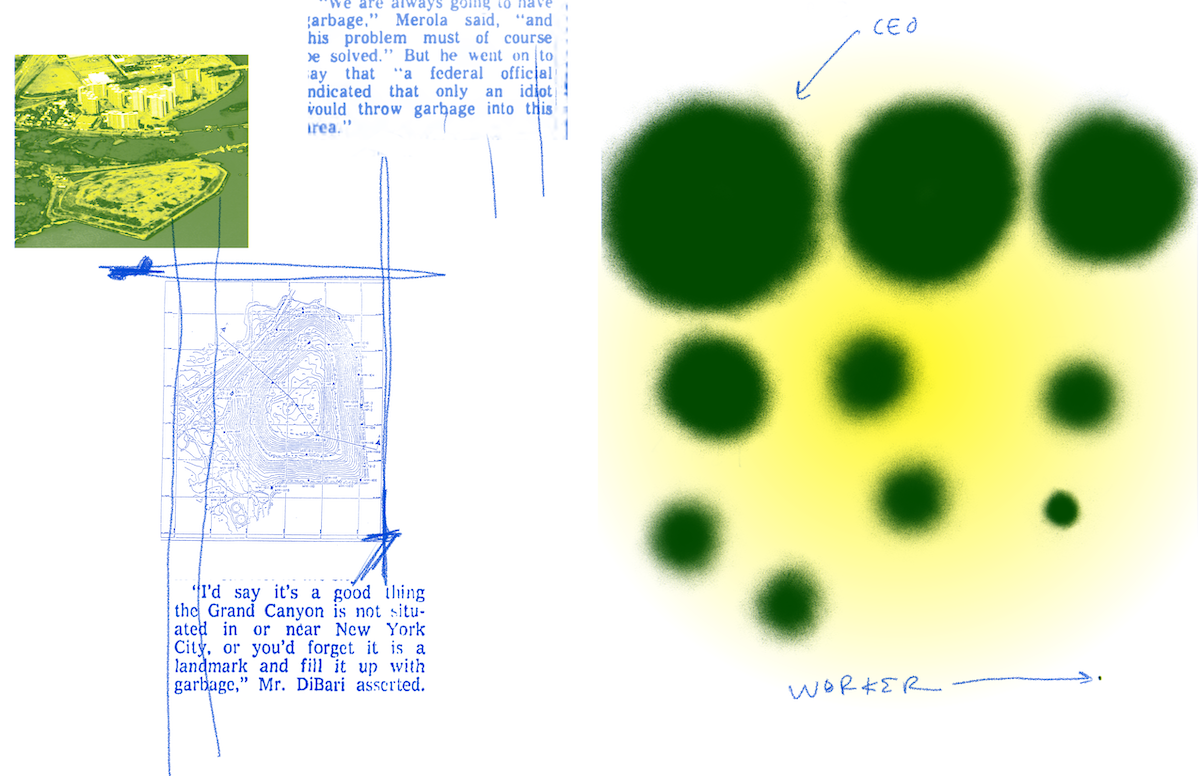 "We are always going to have
garbage," Merola said, "and
his problem must of course
be solved." But he went on to
say that "a federal official
indicated that only an idiot
would throw garbage into this
area."
CEO
"I'd say it's a good thing
the Grand Canyon is not situ-
ated in or near New York
City, or you'd forget it is a
landmark and fill it up with
garbage," Mr. DiBari asserted.
WORKER